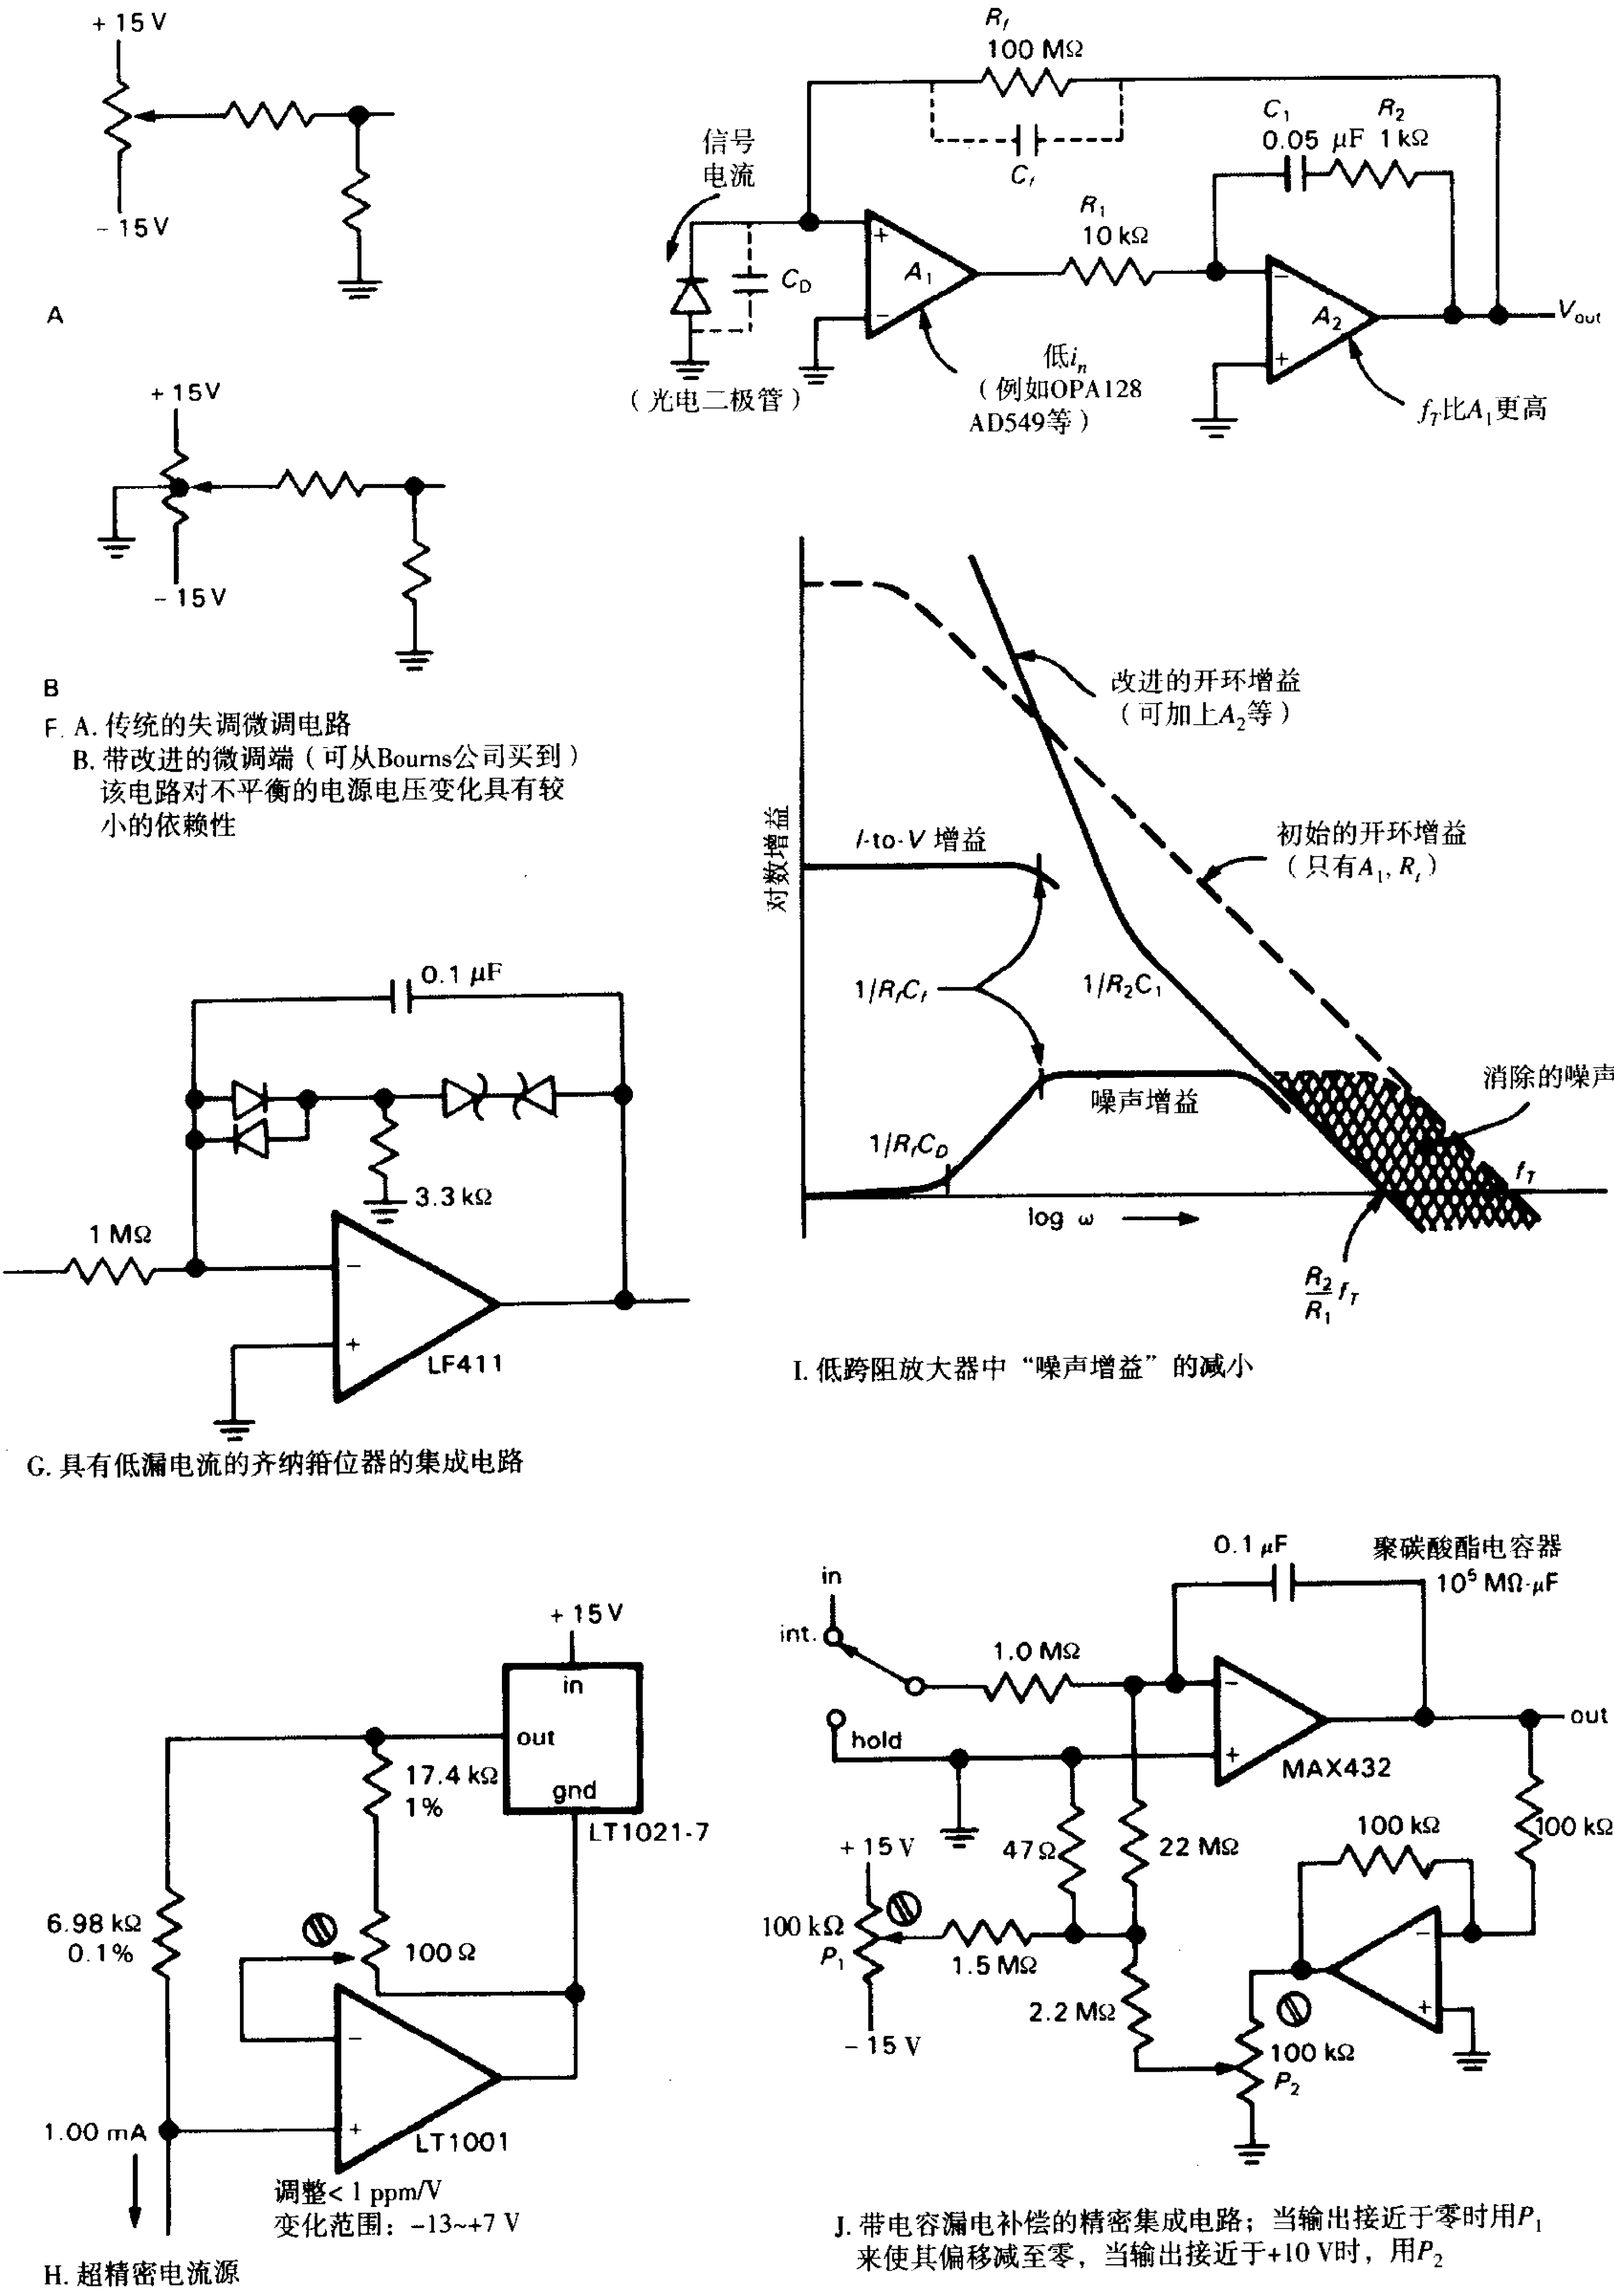 + 15 V
- 15 V
A
+ 15 V
- 15 V
B
F. A. 传统的失调微调电路
B. 带改进的微调端（可从Bourns公司买到）
该电路对不平衡的电源电压变化具有较
小的依赖性
R_f
100 MΩ
C_f
信号
电流
C_D
（光电二极管）
+
−
A_1
低i_n
（例如OPA128
AD549等）
R_1
10 kΩ
C_1 R_2
0.05 μF 1 kΩ
−
+
A_2
V_out
f_T比A_1更高
改进的开环增益
（可加上A_2等）
初始的开环增益
（只有A_1, R_f）
对数增益
I-to-V 增益
1/R_fC_f
1/R_2C_1
消除的噪声
噪声增益
1/R_fC_D
f_T
log ω
R_2/R_1 f_T
I. 低跨阻放大器中“噪声增益”的减小
0.1 μF
3.3 kΩ
1 MΩ
−
+
LF411
G. 具有低漏电流的齐纳箝位器的集成电路
+ 15 V
in
out
gnd
LT1021-7
17.4 kΩ
1%
6.98 kΩ
0.1%
100 Ω
−
+
1.00 mA
LT1001
调整< 1 ppm/V
变化范围：−13~+7 V
H. 超精密电流源
in
int.
hold
1.0 MΩ
0.1 μF
聚碳酸酯电容器
10^5 MΩ·μF
−
+
MAX432
out
47 Ω
22 MΩ
+ 15 V
100 kΩ
P_1
- 15 V
1.5 MΩ
2.2 MΩ
100 kΩ
100 kΩ
−
+
100 kΩ
P_2
J. 带电容漏电补偿的精密集成电路；当输出接近于零时用P_1
来使其偏移减至零，当输出接近于+10 V时，用P_2